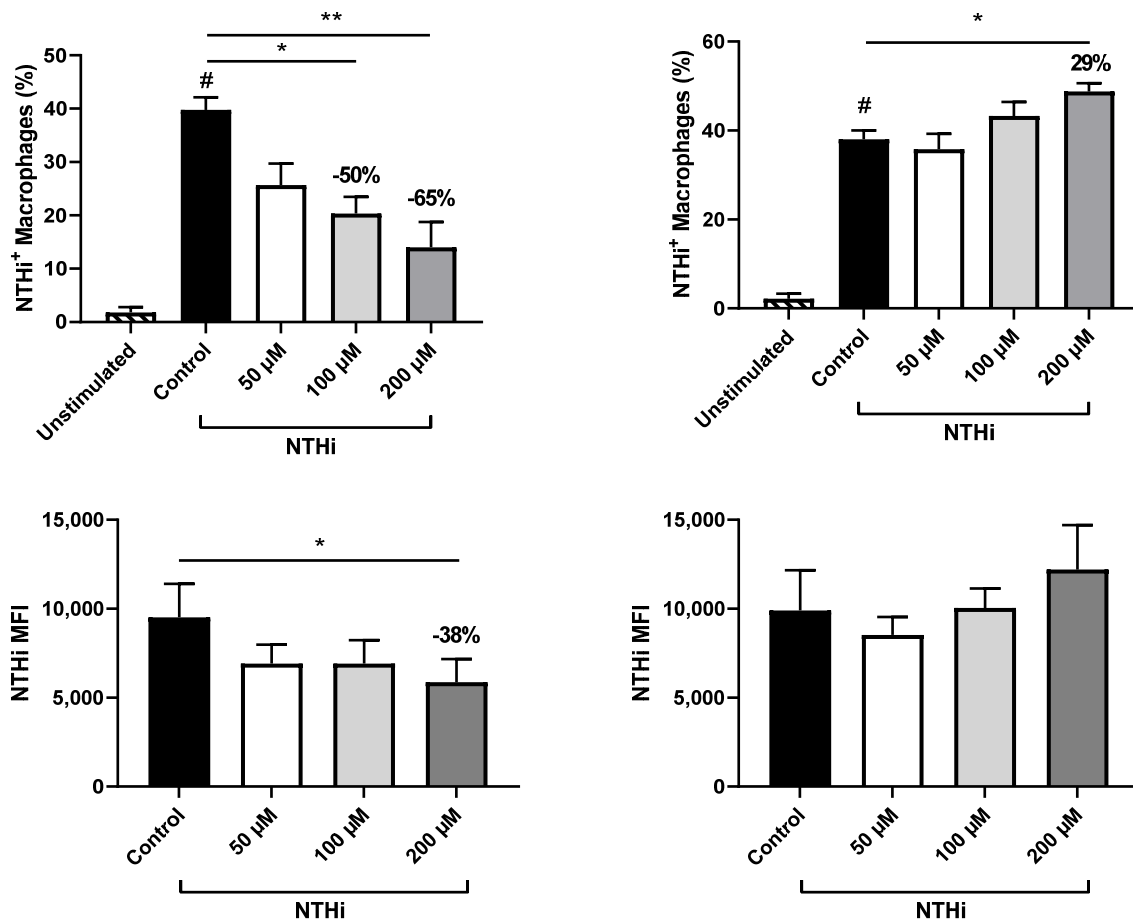 **
*
50
40
30
20
10
0
NTHi⁺ Macrophages (%)
#
-50%
-65%
Unstimulated
Control
50 µM
100 µM
200 µM
NTHi
*
60
40
20
0
NTHi⁺ Macrophages (%)
#
29%
Unstimulated
Control
50 µM
100 µM
200 µM
NTHi
15,000
10,000
5,000
0
NTHi MFI
*
-38%
Control
50 µM
100 µM
200 µM
NTHi
15,000
10,000
5,000
0
NTHi MFI
Control
50 µM
100 µM
200 µM
NTHi